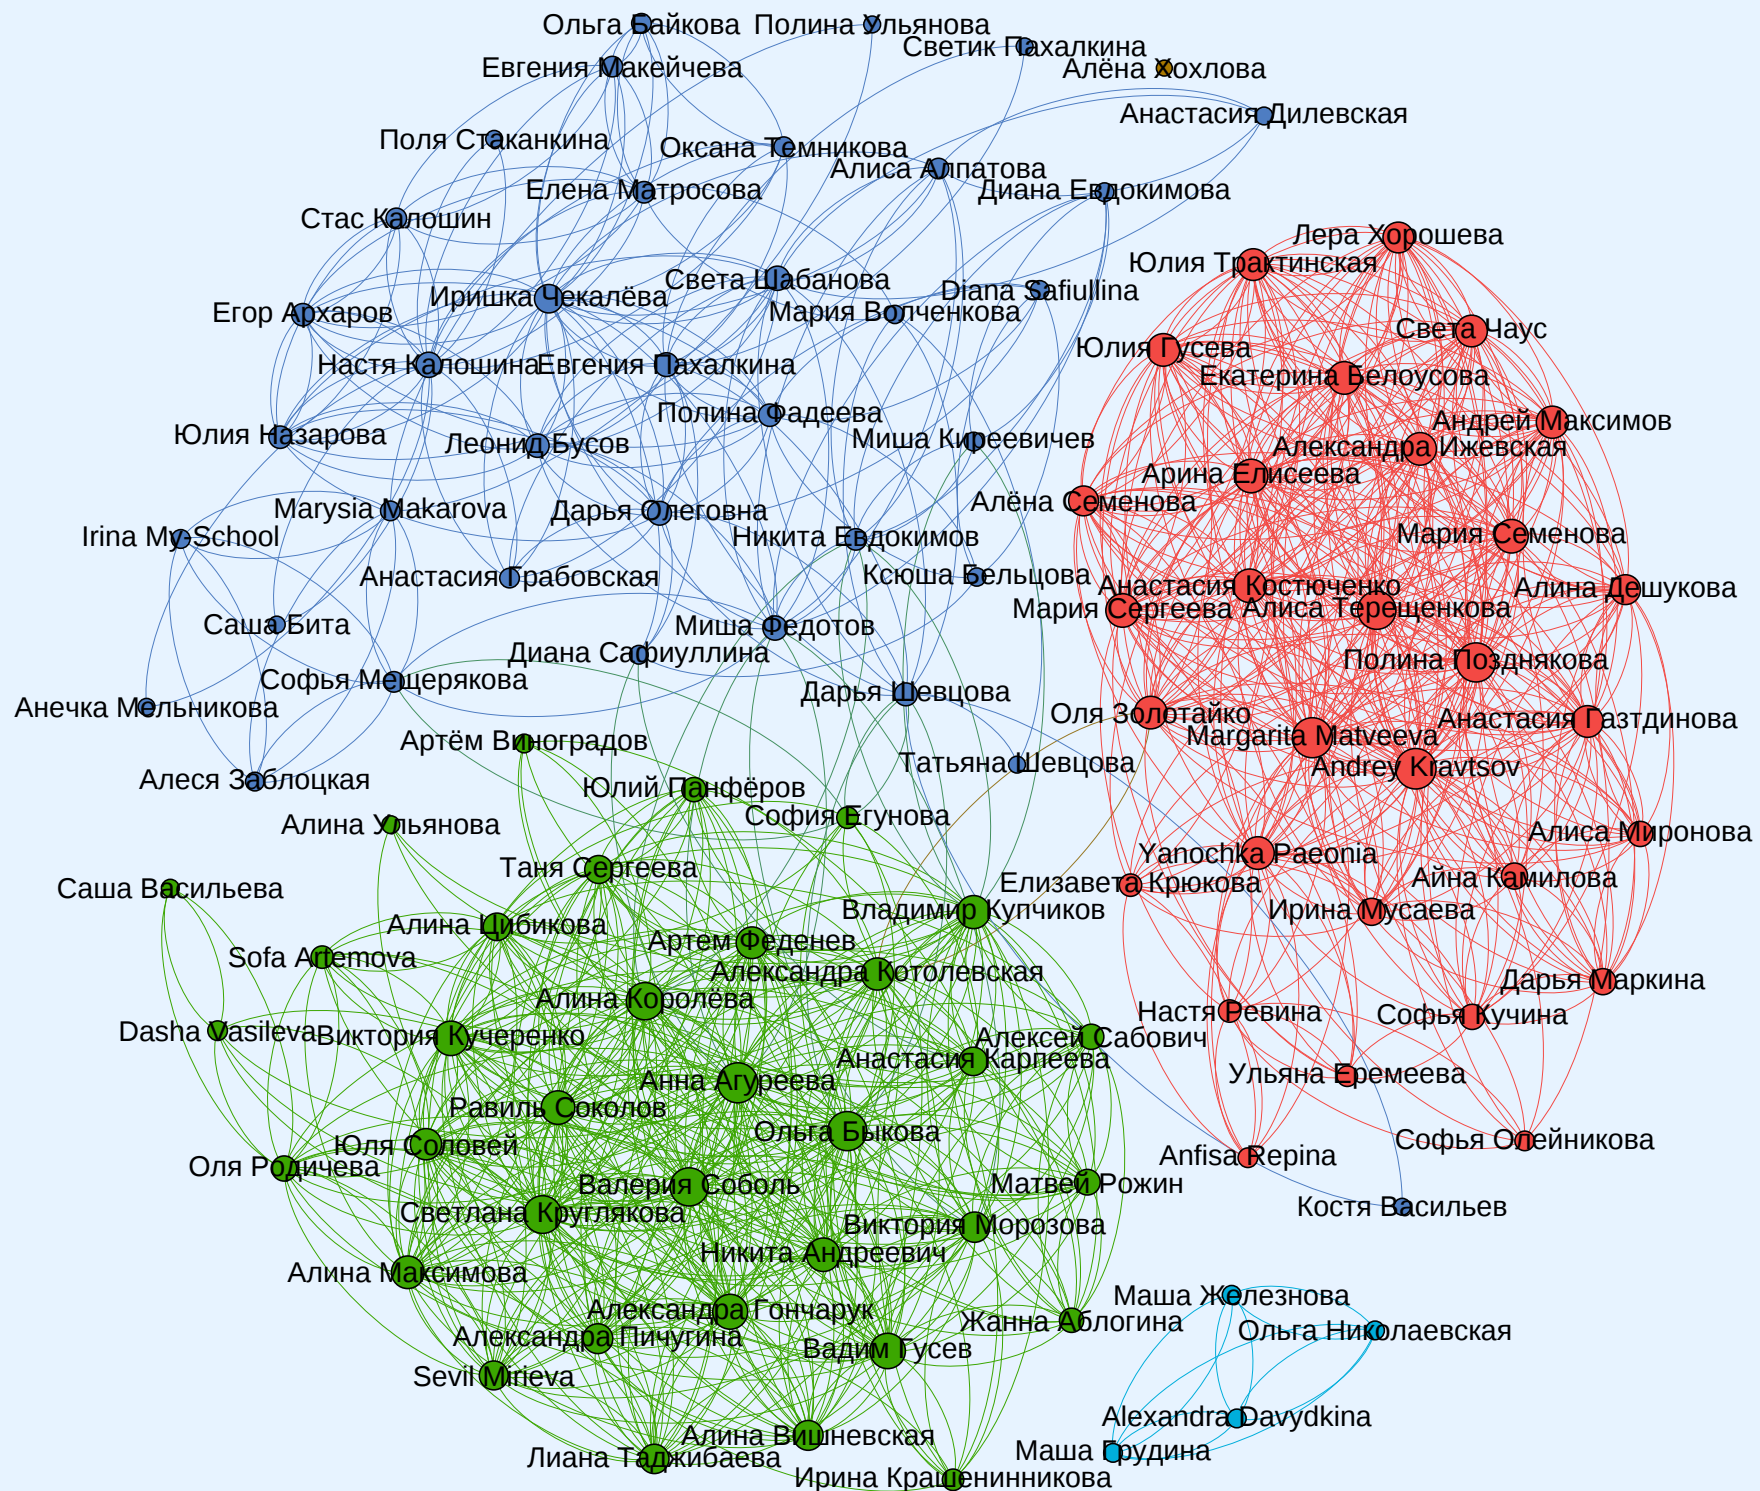 Ольга Байкова
Полина Ульянова
Светик Пахалкина
Евгения Макейчева
Алёна Хохлова
Анастасия Дилевская
Поля Стаканкина
Оксана Темникова
Алиса Алпатова
Елена Матросова
Диана Евдокимова
Стас Калошин
Лера Хорошева
Юлия Трактинская
Света Шабанова
Diana Safiullina
Иришка Чекалёва
Егор Архаров
Мария Волченкова
Света Чаус
Юлия Гусева
Настя Калошина
Евгения Пахалкина
Екатерина Белоусова
Полина Фадеева
Андрей Максимов
Юлия Назарова
Леонид Бусов
Миша Киреевичев
Александра Ижевская
Арина Елисеева
Алёна Семенова
Marysia Makarova
Дарья Олеговна
Irina My-School
Никита Евдокимов
Мария Семенова
Анастасия Грабовская
Ксюша Бельцова
Анастасия Костюченко
Алина Дешукова
Мария Сергеева
Алиса Терещенкова
Саша Бита
Миша Федотов
Диана Сафиуллина
Полина Позднякова
Софья Мещерякова
Дарья Шевцова
Анечка Мельникова
Оля Золотайко
Анастасия Газтдинова
Margarita Matveeva
Артём Виноградов
Татьяна Шевцова
Andrey Kravtsov
Алеся Заблоцкая
Юлий Панфёров
София Егунова
Алина Ульянова
Алиса Миронова
Yanochka Paeonia
Таня Сергеева
Елизавета Крюкова
Айна Камилова
Саша Васильева
Владимир Купчиков
Ирина Мусаева
Алина Цибикова
Артем Феденев
Sofa Artemova
Александра Котолевская
Дарья Маркина
Алина Королёва
Настя Ревина
Софья Кучина
Dasha Vasileva
Виктория Кучеренко
Алексей Сабович
Анастасия Карпеева
Анна Агуреева
Ульяна Еремеева
Равиль Соколов
Ольга Быкова
Юля Соловей
Софья Олейникова
Anfisa Repina
Оля Родичева
Валерия Соболь
Матвей Рожин
Костя Васильев
Светлана Круглякова
Виктория Морозова
Никита Андреевич
Алина Максимова
Маша Железнова
Александра Гончарук
Жанна Аблогина
Ольга Николаевская
Александра Пичугина
Вадим Гусев
Sevil Mirieva
Alexandra Davydkina
Алина Вишневская
Маша Грудина
Лиана Таджибаева
Ирина Крашенинникова